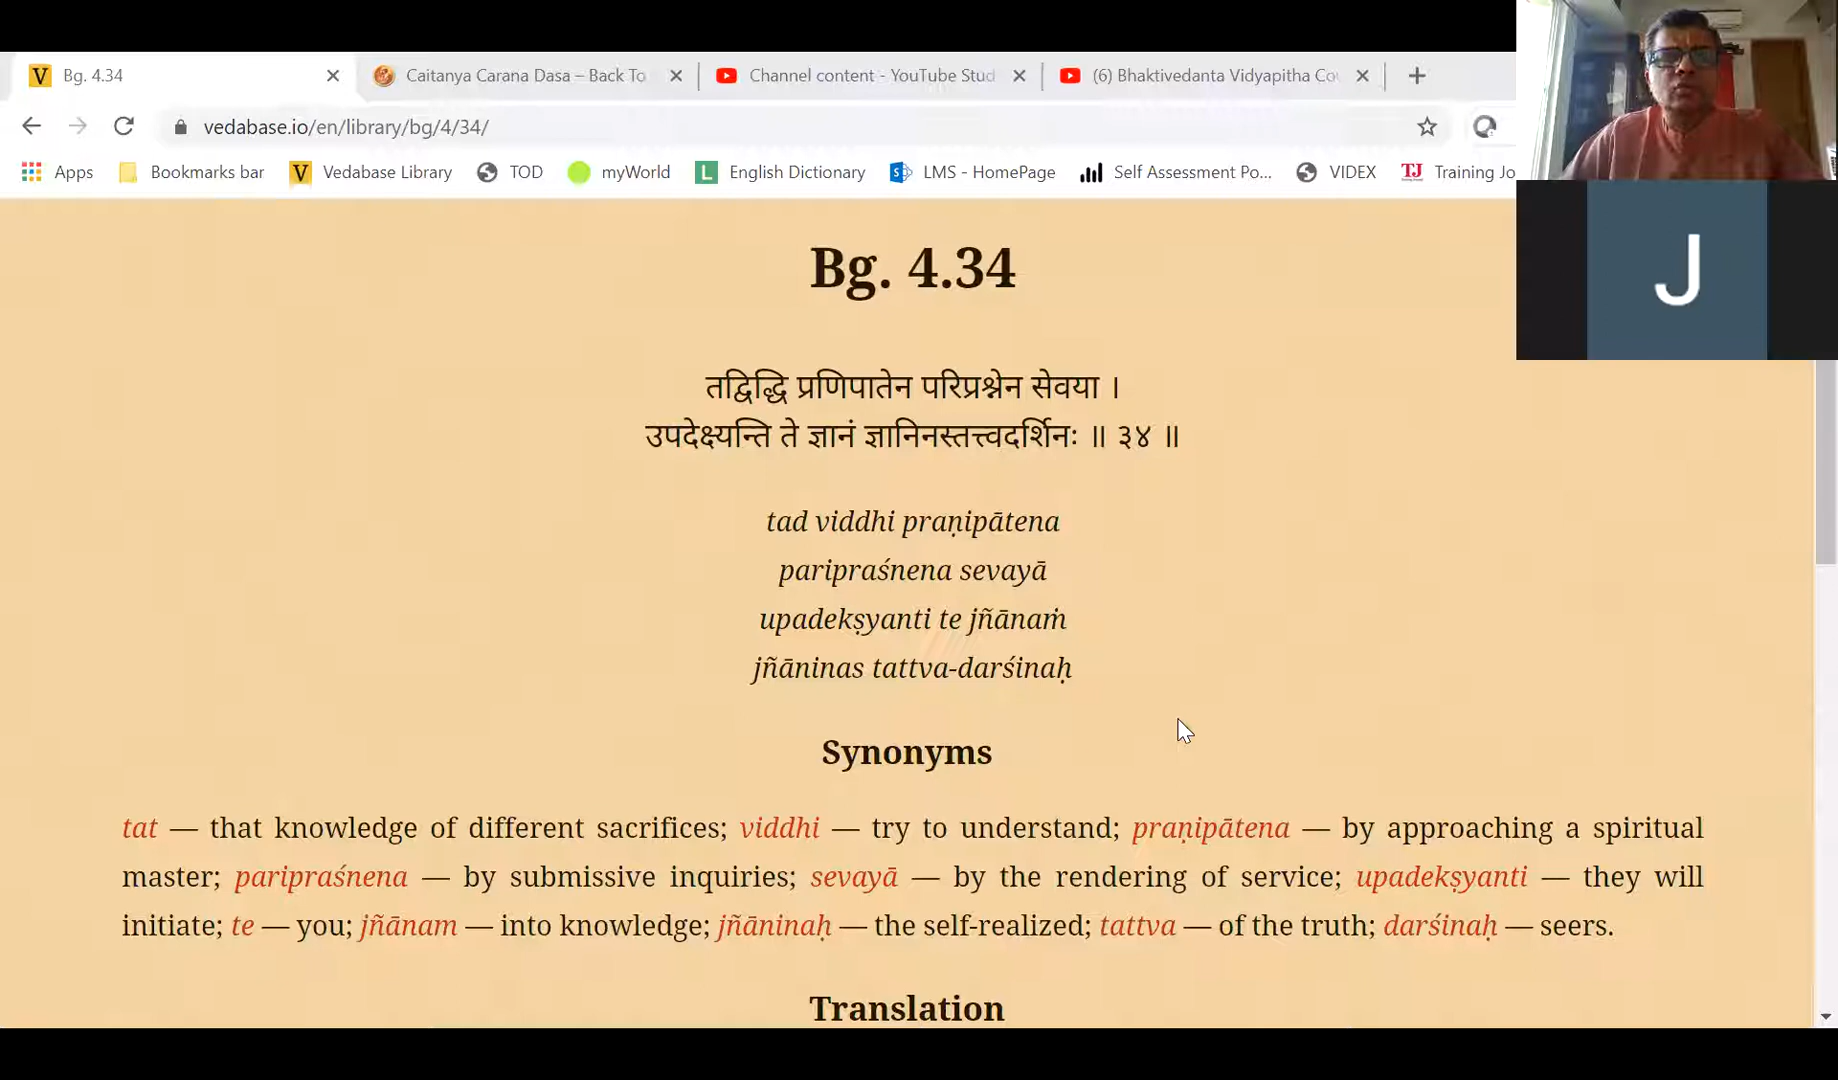 Bg. 4.34
Caitanya Carana Dasa – Back To
Channel content - YouTube Stud
(6) Bhaktivedanta Vidyapitha Co
vedabase.io/en/library/bg/4/34/
Apps
Bookmarks bar
Vedabase Library
TOD
myWorld
English Dictionary
LMS - HomePage
Self Assessment Po...
VIDEX
Training Jo
J
Bg. 4.34
तद्विद्धि प्रणिपातेन परिप्रश्नेन सेवया ।
उपदेक्ष्यन्ति ते ज्ञानं ज्ञानिनस्तत्त्वदर्शिनः ॥ ३४ ॥
tad viddhi praṇipātena
paripraśnena sevayā
upadekṣyanti te jñānaṁ
jñāninas tattva-darśinaḥ
Synonyms
tat — that knowledge of different sacrifices; viddhi — try to understand; praṇipātena — by approaching a spiritual
master; paripraśnena — by submissive inquiries; sevayā — by the rendering of service; upadekṣyanti — they will
initiate; te — you; jñānam — into knowledge; jñāninaḥ — the self-realized; tattva — of the truth; darśinaḥ — seers.
Translation